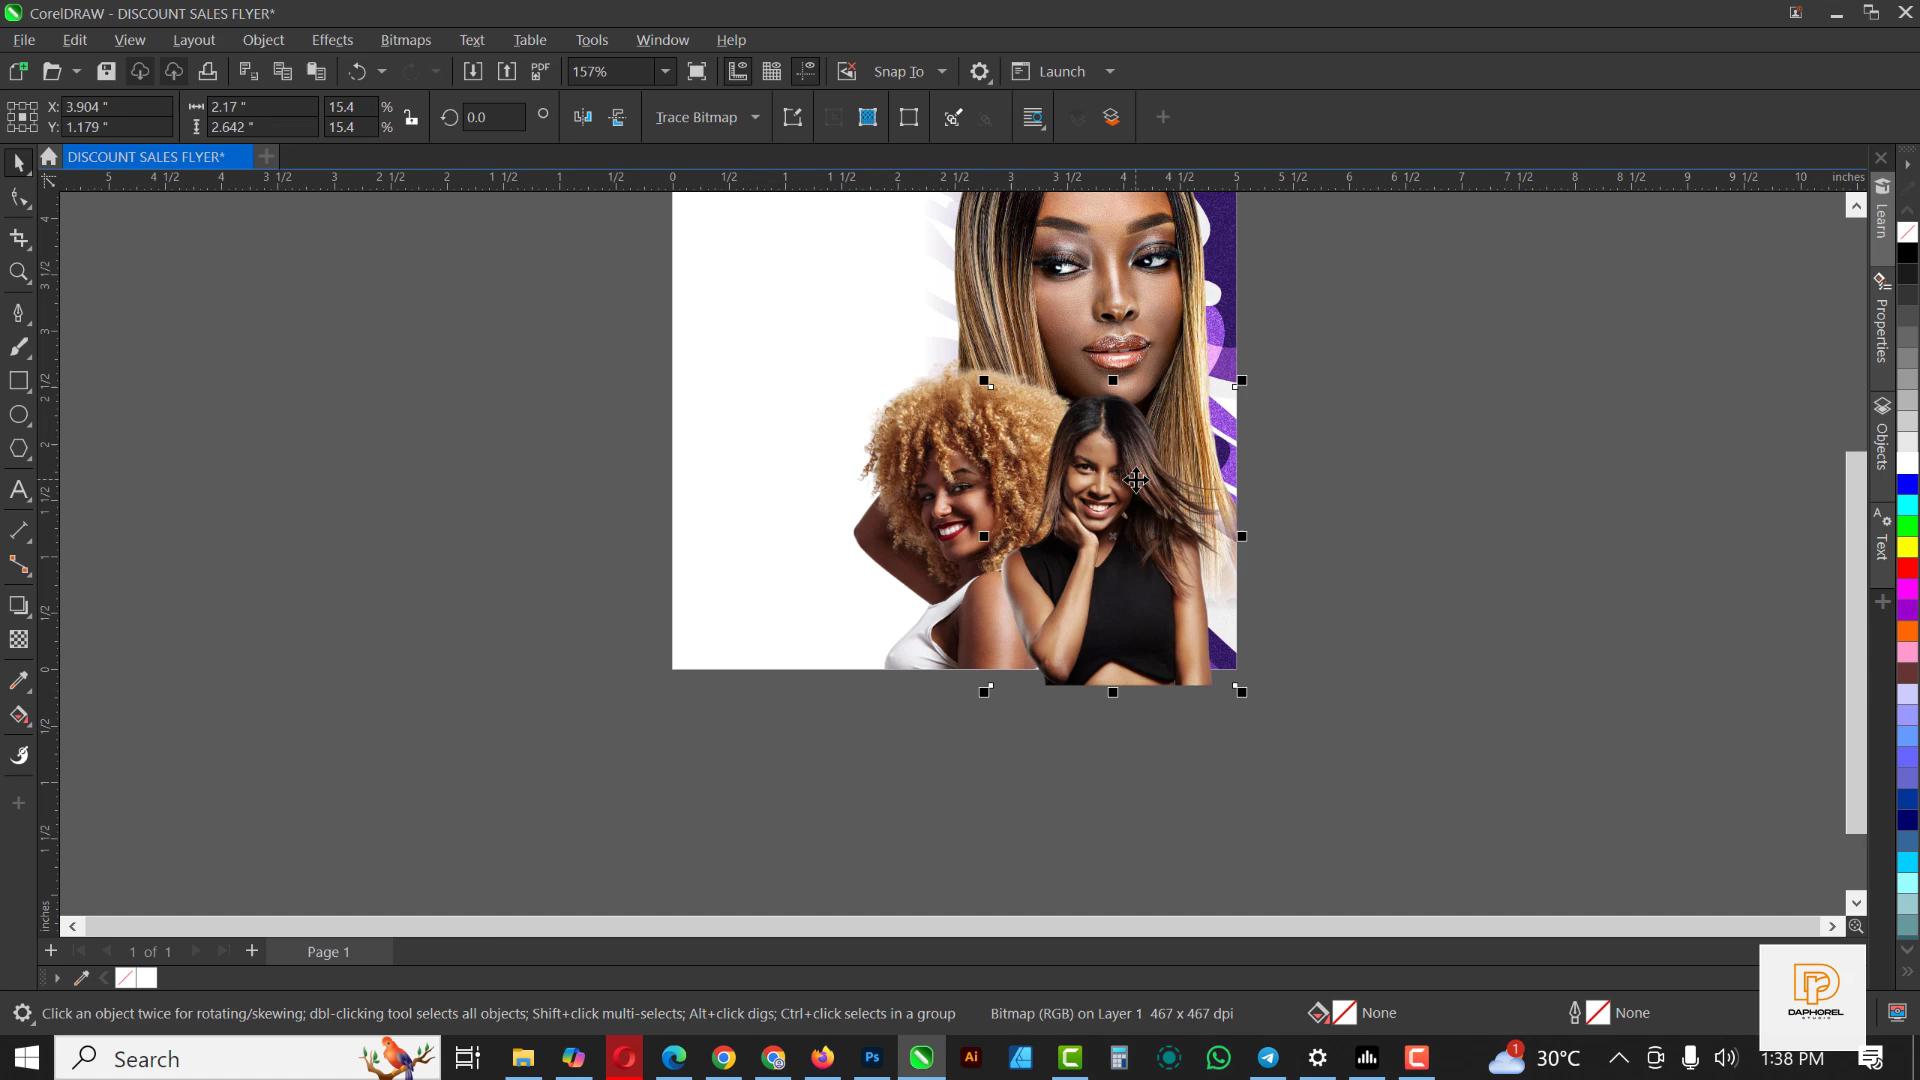 CorelDRAW - DISCOUNT SALES FLYER*
File Edit View Layout Object Effects Bitmaps Text Table Tools Window Help
157% Snap To Launch
X: 3.904 " 2.17 " 15.4 %
Y: 1.179 " 2.642 " 15.4 % 0.0 Trace Bitmap
DISCOUNT SALES FLYER*
5 4 1/2 4 3 1/2 3 2 1/2 2 1 1/2 1 1/2 0 1/2 1 1 1/2 2 2 1/2 3 3 1/2 4 4 1/2 5 5 1/2 6 6 1/2 7 7 1/2 8 8 1/2 9 9 1/2 10 inches
Learn
Properties
Objects
Text
inches
1 of 1 Page 1
DAPHOREL
STUDIO
Click an object twice for rotating/skewing; dbl-clicking tool selects all objects; Shift+click multi-selects; Alt+click digs; Ctrl+click selects in a group Bitmap (RGB) on Layer 1 467 x 467 dpi None None
Search Ps Ai 1 30°C 1:38 PM